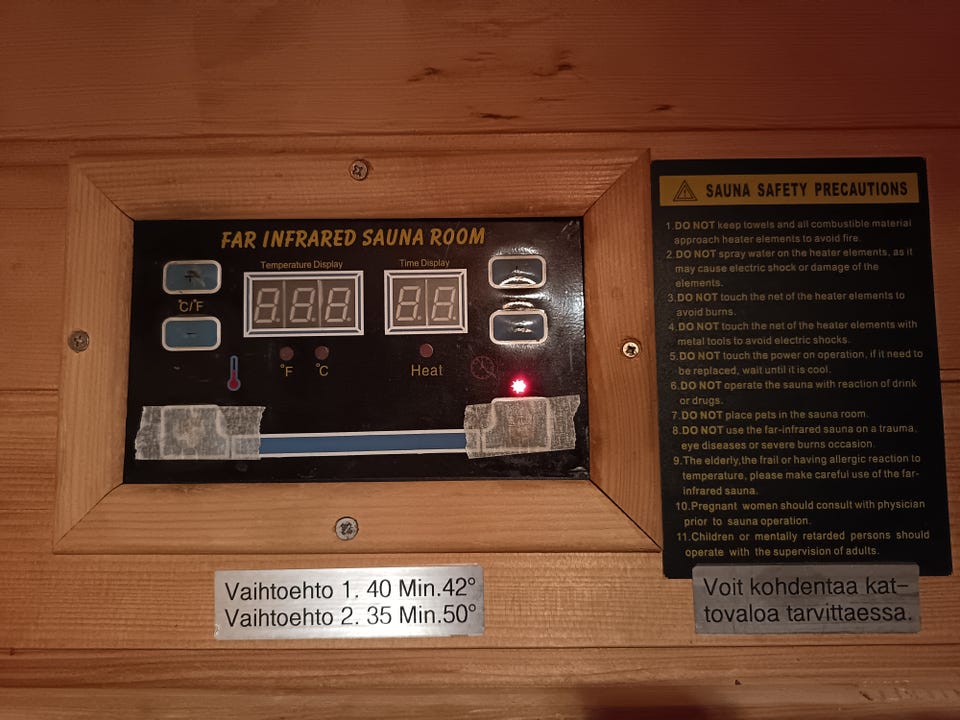 FAR INFRARED SAUNA ROOM
Temperature Display
Time Display
°C/°F
°F
°C
Heat
SAUNA SAFETY PRECAUTIONS
1.DO NOT keep towels and all combustible material
approach heater elements to avoid fire.
2.DO NOT spray water on the heater elements, as it
may cause electric shock or damage of the
elements.
3.DO NOT touch the net of the heater elements to
avoid burns.
4.DO NOT touch the net of the heater elements with
metal tools to avoid electric shocks.
5.DO NOT touch the power on operation, if it need to
be replaced, wait until it is cool.
6.DO NOT operate the sauna with reaction of drink
or drugs.
7.DO NOT place pets in the sauna room.
8.DO NOT use the far-infrared sauna on a trauma,
eye diseases or severe burns occasion.
9.The elderly,the frail or having allergic reaction to
temperature, please make careful use of the far-
infrared sauna.
10.Pregnant women should consult with physician
prior to sauna operation.
11.Children or mentally retarded persons should
operate with the supervision of adults.
Vaihtoehto 1. 40 Min.42°
Vaihtoehto 2. 35 Min.50°
Voit kohdentaa kat–
tovaloa tarvittaessa.